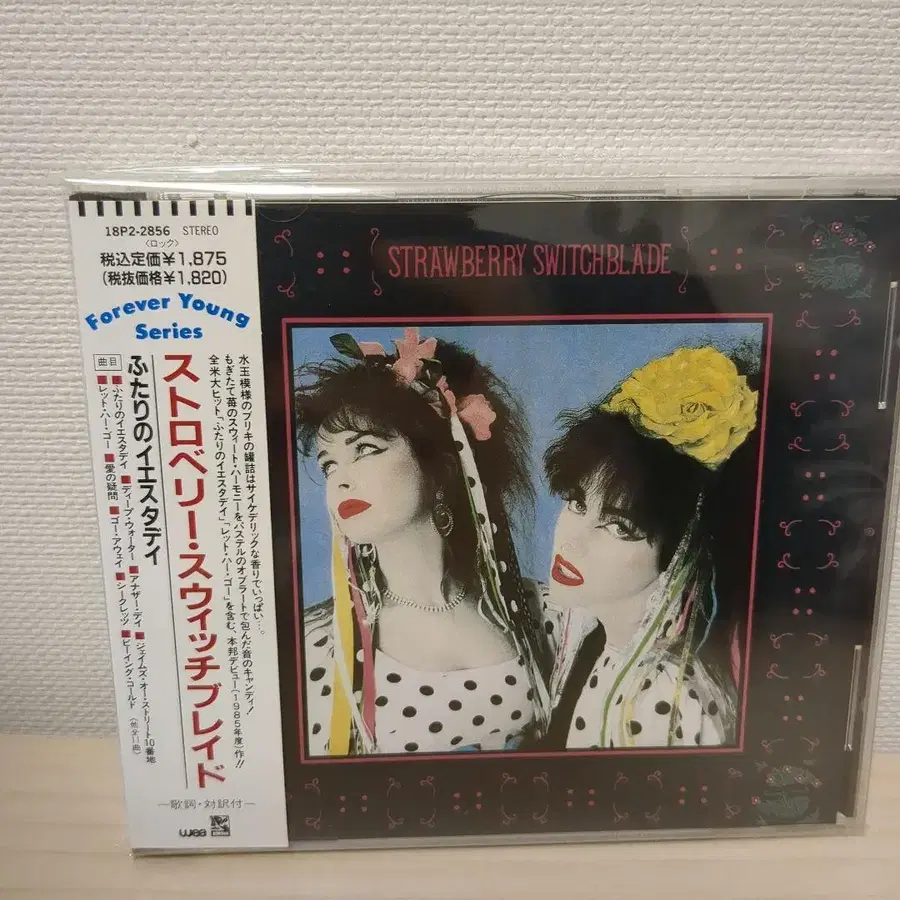 18P2-2856 STEREO
〈ロック〉
税込定価¥1,875
(税抜価格¥1,820)
Forever Young
Series
水玉模様のブリキの罐詰はサイケデリックな香りでいっぱい…。
もぎたて苺のスウィート・ハーモニーをパステルのオブラートで包んだ音のキャンディ!
全米大ヒット「ふたりのイエスタデイ」「レット・ハー・ゴー」を含む、本邦デビュー(1985年度)作!!
ストロベリー・スウィッチブレイド
ふたりのイエスタデイ
曲目
■ふたりのイエスタデイ ■ディープ・ウォーター ■アナザー・デイ ■ジェイムズ・オー・ストリート10番地
■レット・ハー・ゴー ■愛の疑問 ■ゴー・アウェイ ■シークレッツ ■ビーイング・コールド
—歌詞・対訳付—
wea
STRAWBERRY SWITCHBLADE